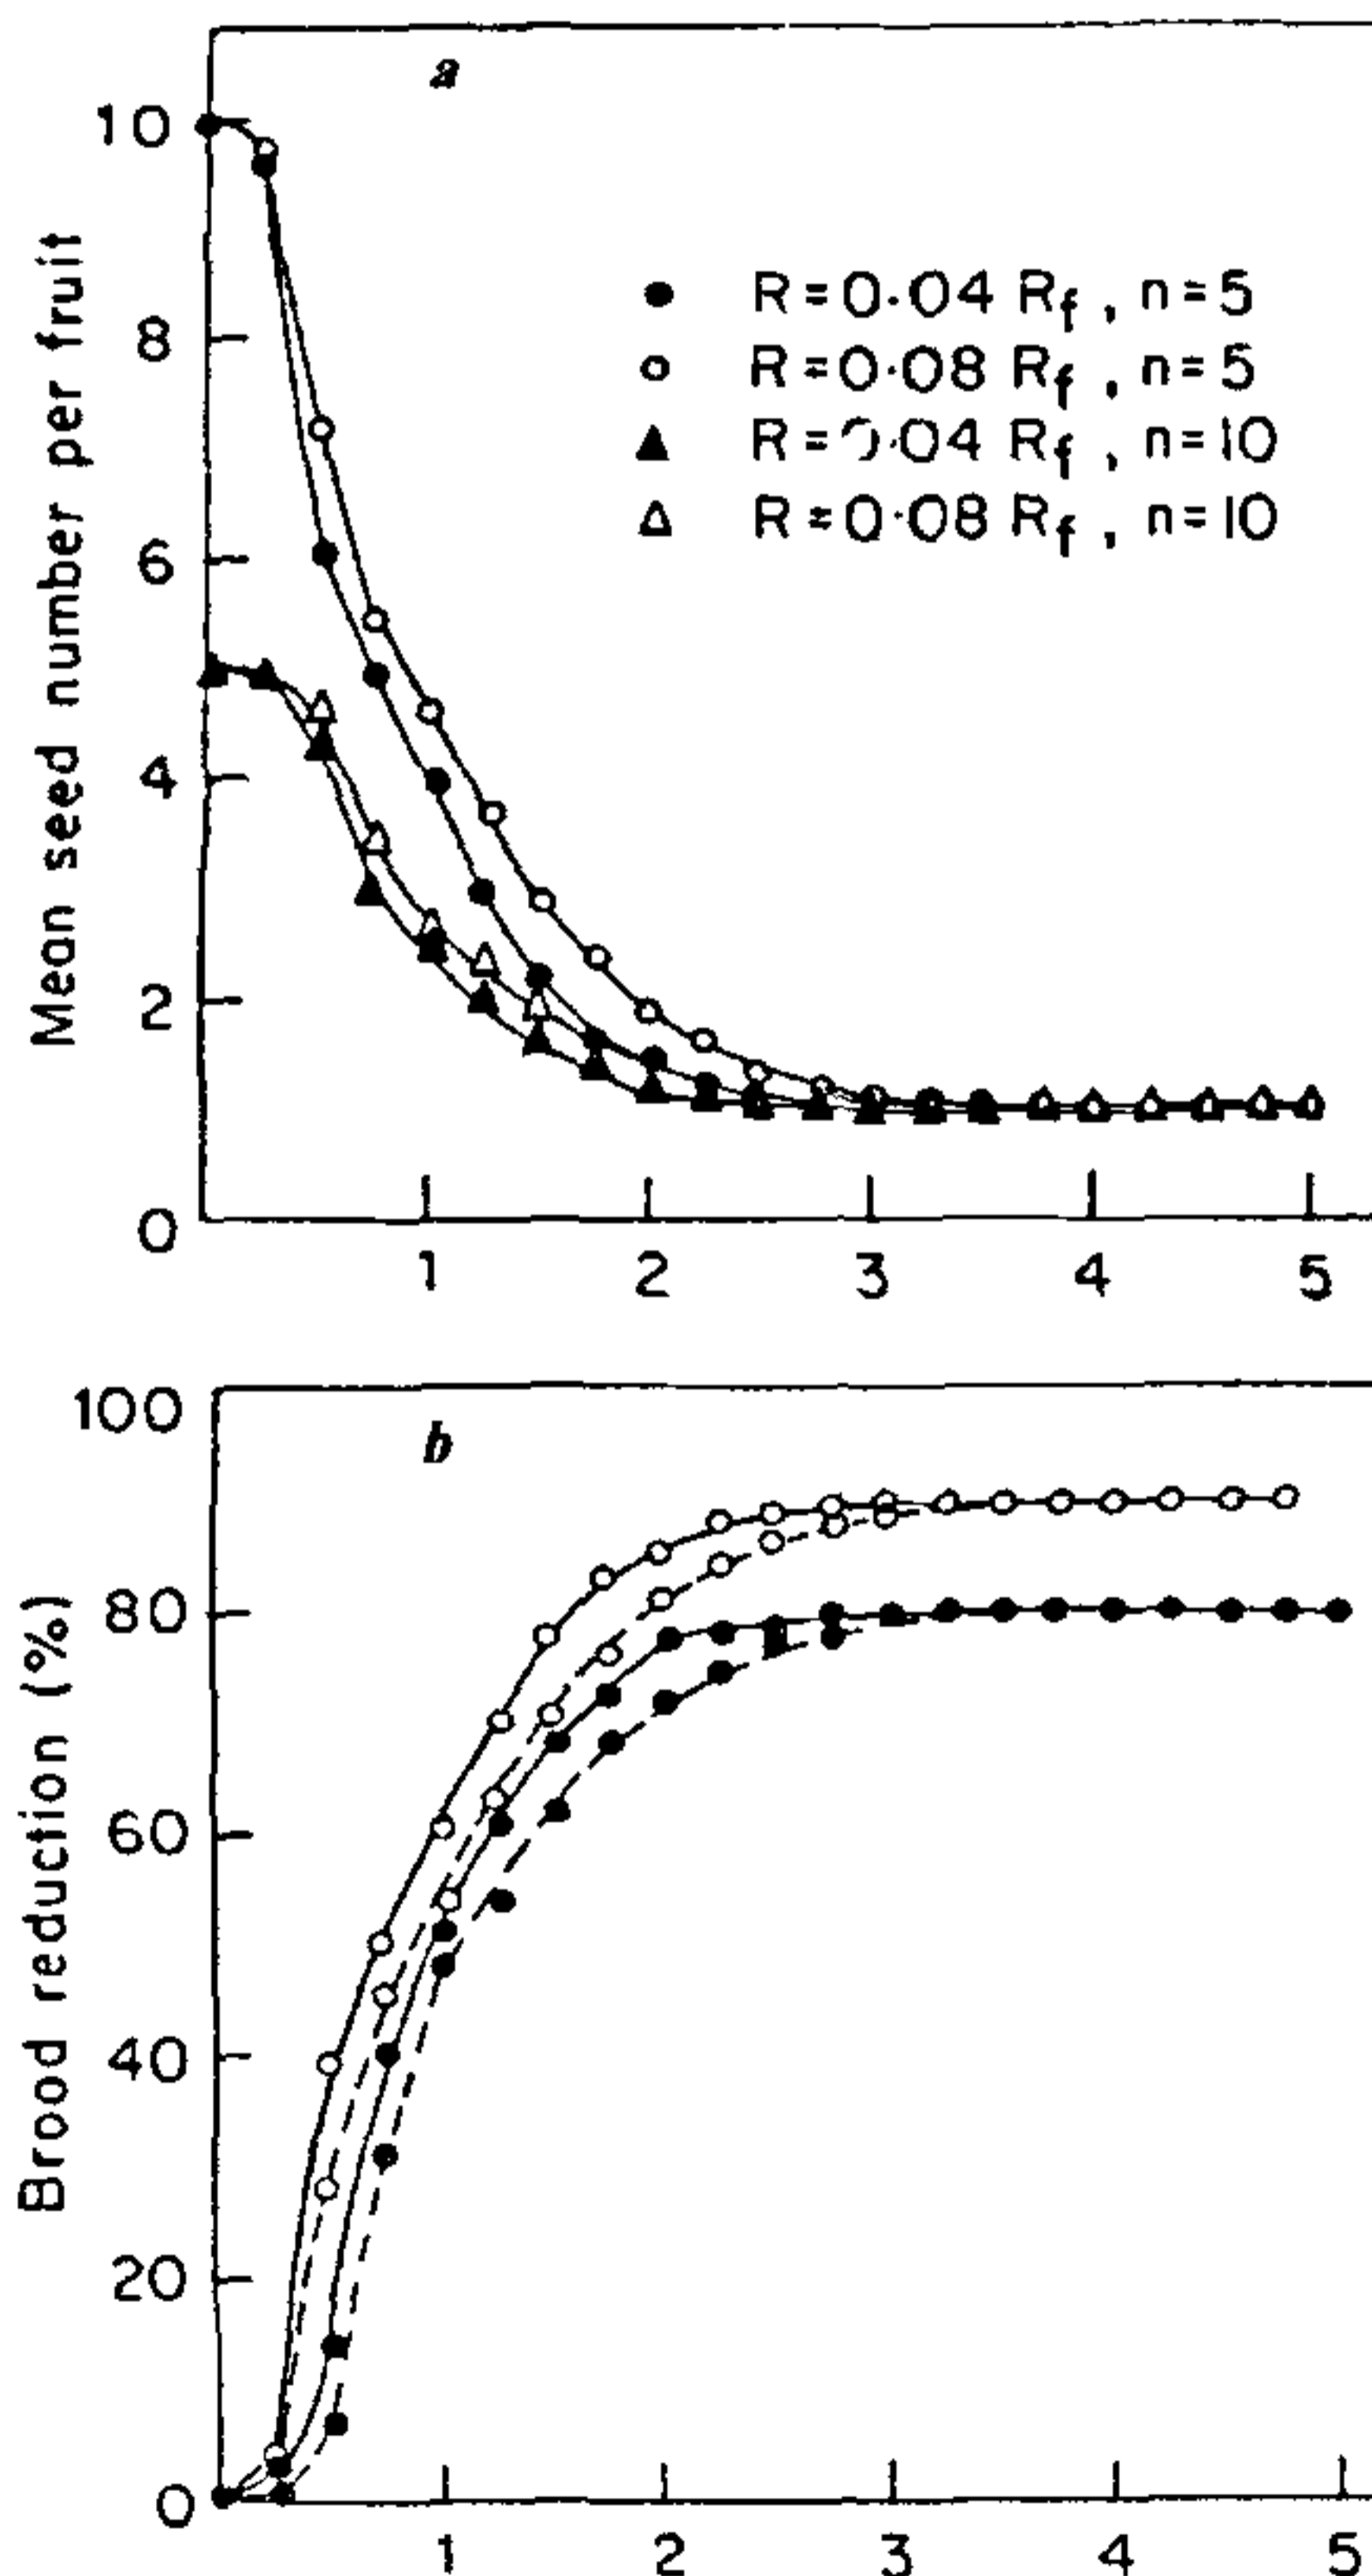 a
10
8
6
4
2
0
Mean seed number per fruit
R=0·04 Rf, n=5
R=0·08 Rf, n=5
R=0·04 Rf, n=10
R=0·08 Rf, n=10
1 2 3 4 5
b
100
80
60
40
20
0
Brood reduction (%)
1 2 3 4 5